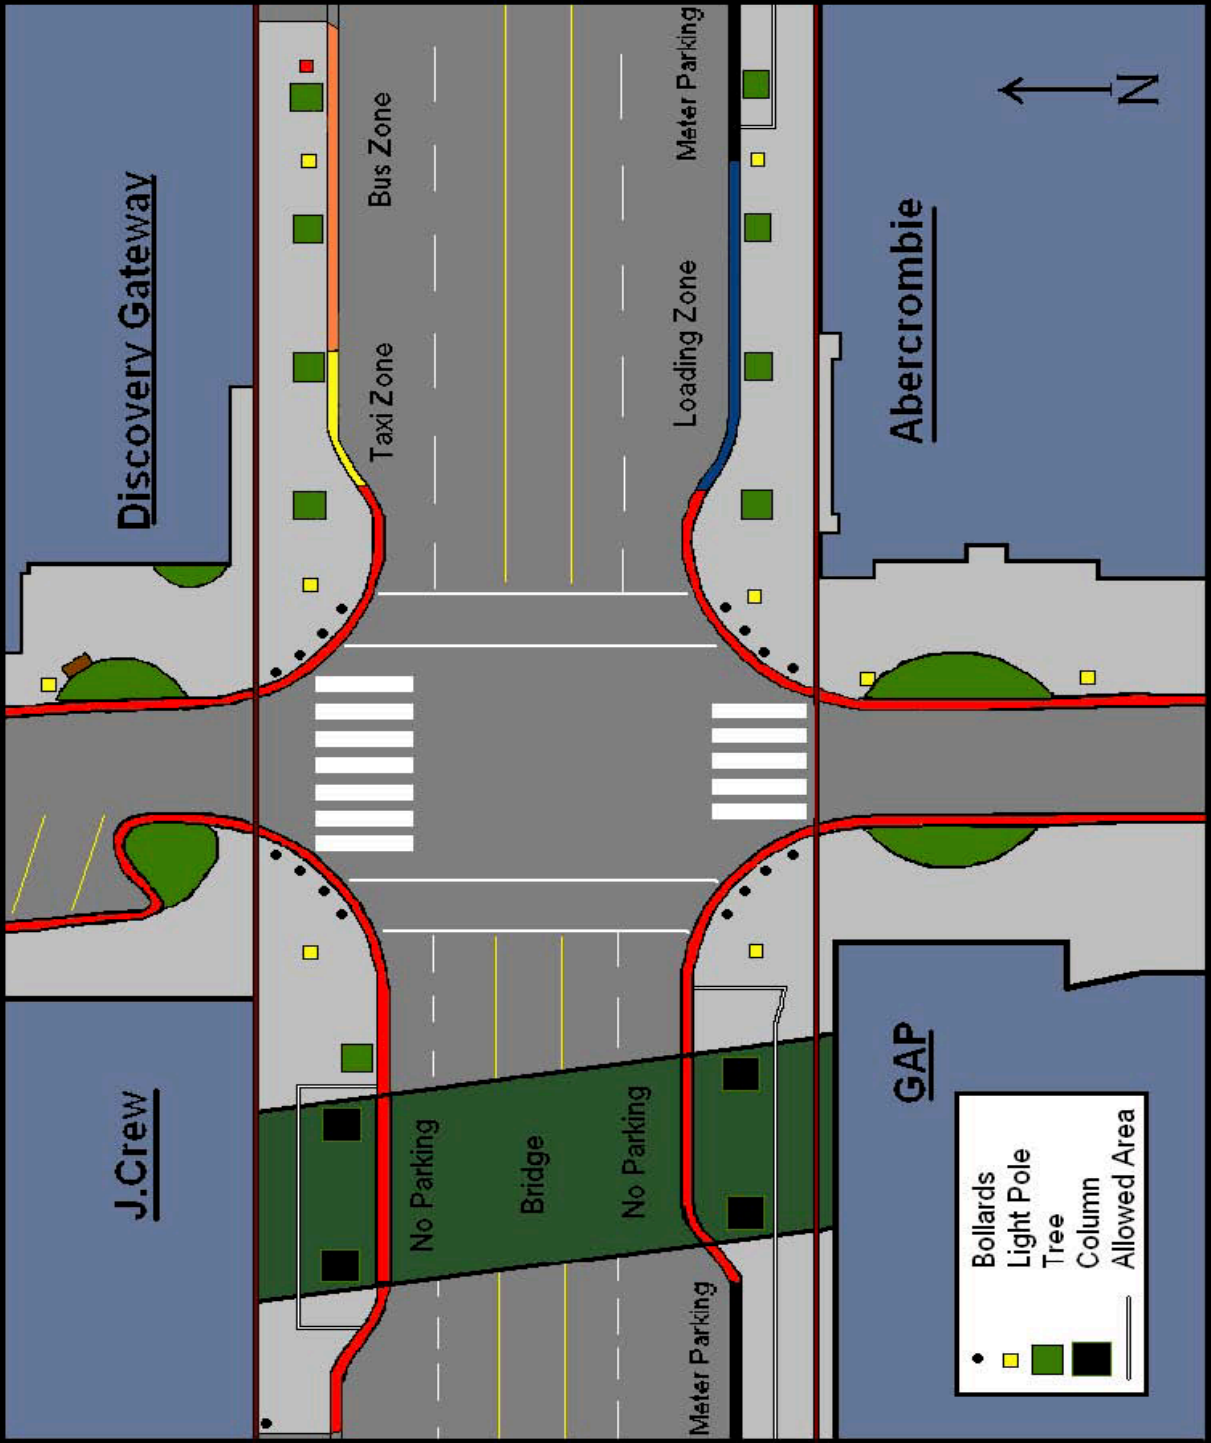 Discovery Gateway
Bus Zone
Meter Parking
N
Taxi Zone
Loading Zone
Abercrombie
J.Crew
No Parking
Bridge
No Parking
GAP
Meter Parking
Bollards
Light Pole
Tree
Column
Allowed Area